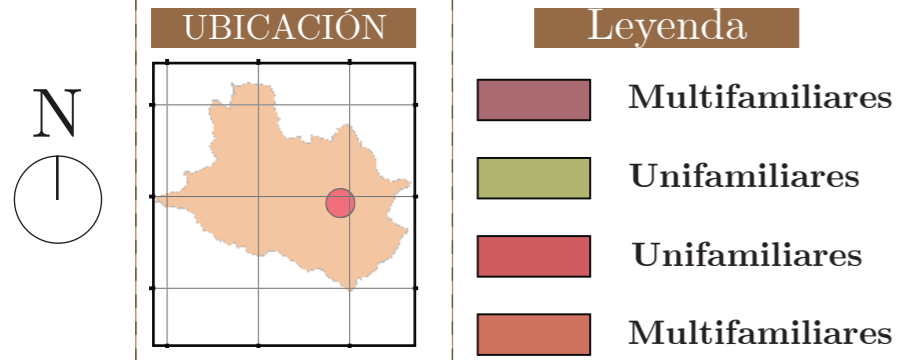 N
UBICACIÓN
Leyenda
Multifamiliares
Unifamiliares
Unifamiliares
Multifamiliares